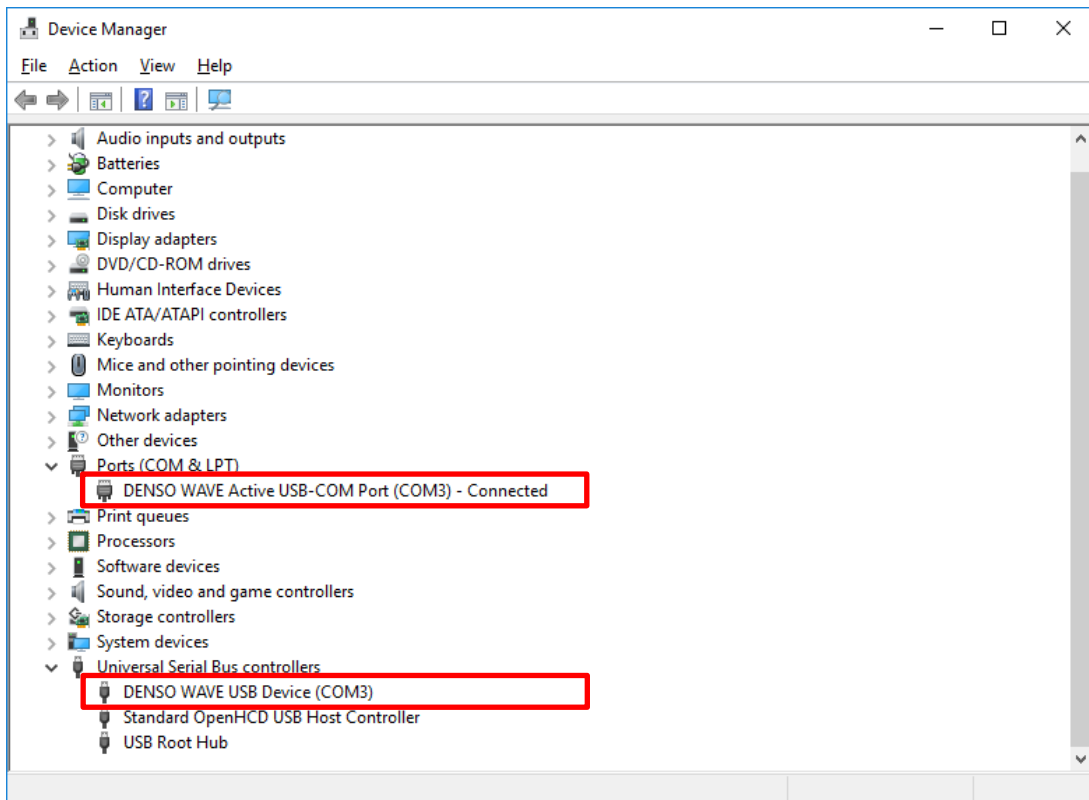 Device Manager
File Action View Help
Audio inputs and outputs
Batteries
Computer
Disk drives
Display adapters
DVD/CD-ROM drives
Human Interface Devices
IDE ATA/ATAPI controllers
Keyboards
Mice and other pointing devices
Monitors
Network adapters
Other devices
Ports (COM & LPT)
DENSO WAVE Active USB-COM Port (COM3) - Connected
Print queues
Processors
Software devices
Sound, video and game controllers
Storage controllers
System devices
Universal Serial Bus controllers
DENSO WAVE USB Device (COM3)
Standard OpenHCD USB Host Controller
USB Root Hub